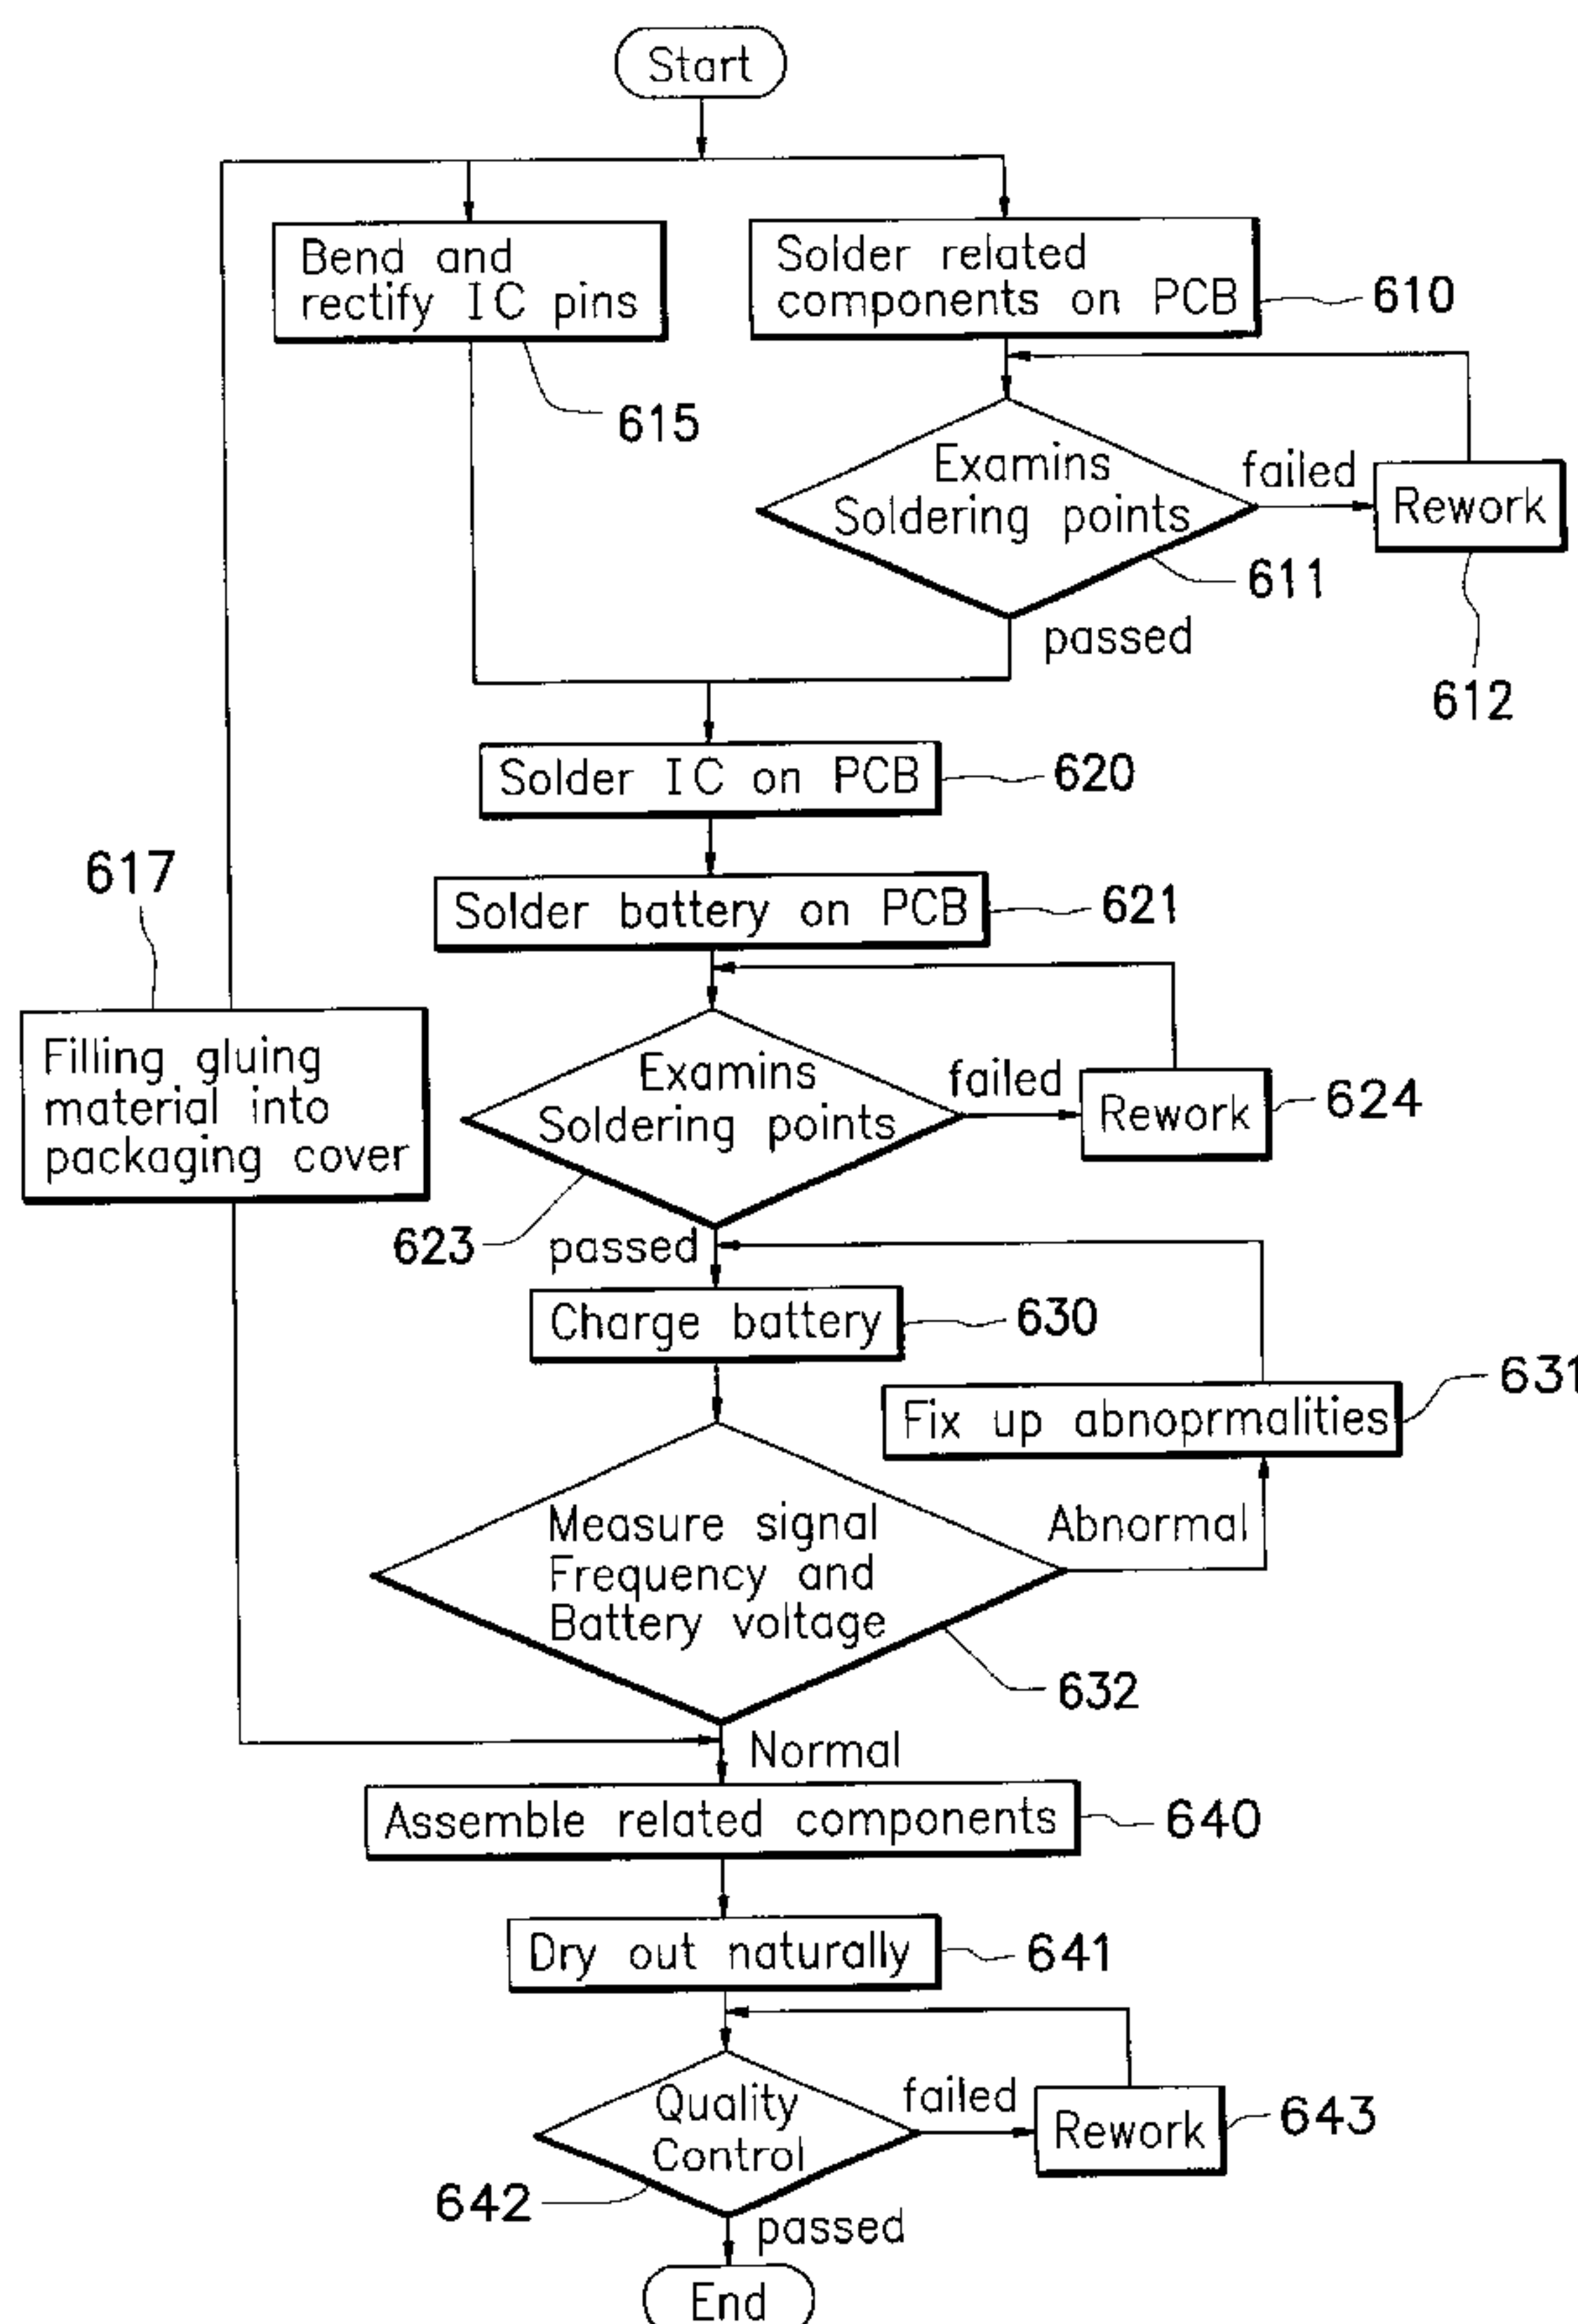 Start
Bend and
rectify IC pins
615
Solder related
components on PCB
610
Examins
Soldering points
611
failed
Rework
612
passed
Solder IC on PCB
620
Solder battery on PCB
621
617
Filling gluing
material into
packaging cover
Examins
Soldering points
623
failed
Rework
624
passed
Charge battery
630
Fix up abnoprmalities
631
Measure signal
Frequency and
Battery voltage
632
Abnormal
Normal
Assemble related components
640
Dry out naturally
641
Quality
Control
642
failed
Rework
643
passed
End